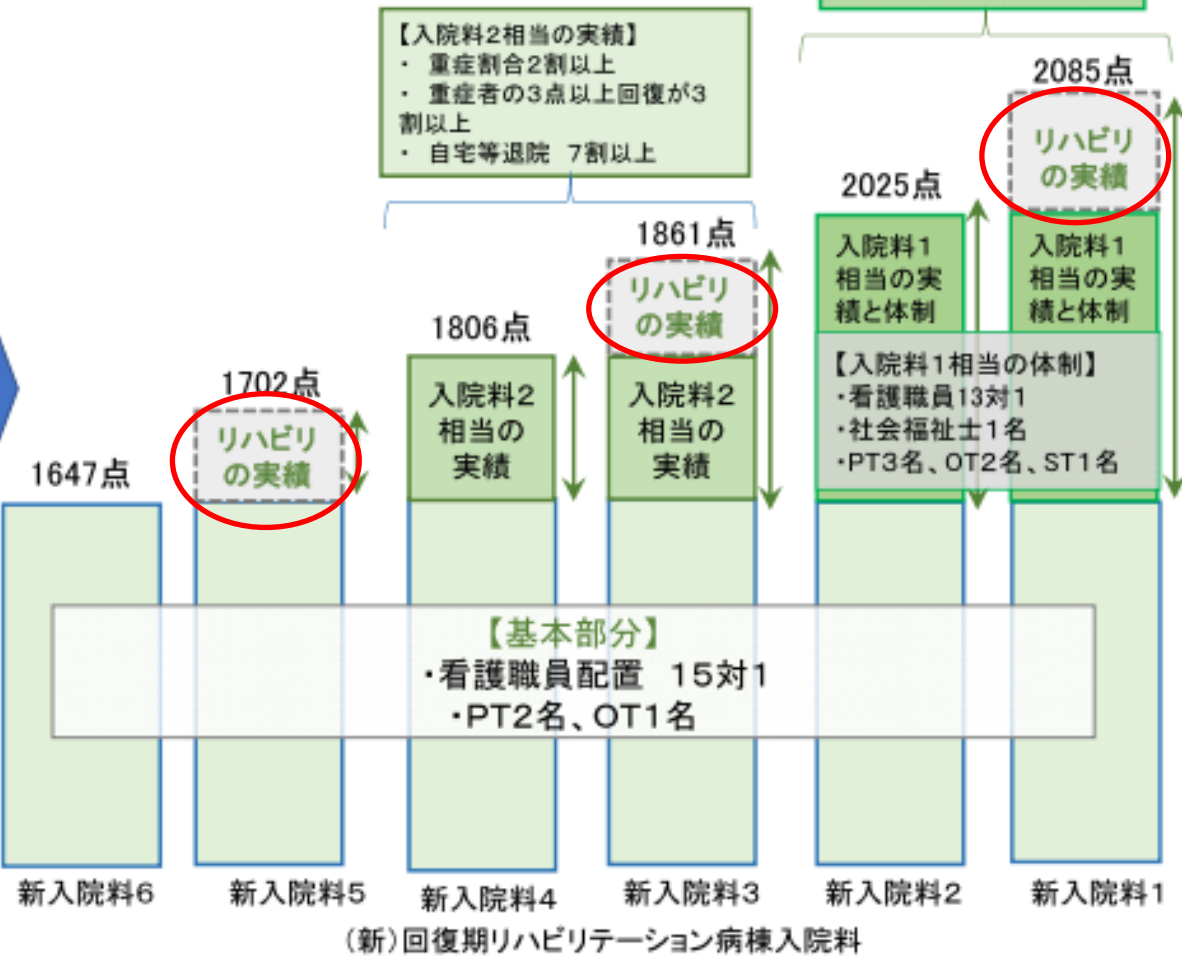 【入院料2相当の実績】
・ 重症割合2割以上
・ 重症者の3点以上回復が3
割以上
・ 自宅等退院 7割以上
2085点
リハビリ
の実績
2025点
入院料1
相当の実
績と体制
入院料1
相当の実
績と体制
1861点
リハビリ
の実績
1806点
入院料2
相当の
実績
入院料2
相当の
実績
【入院料1相当の体制】
・看護職員13対1
・社会福祉士1名
・PT3名、OT2名、ST1名
1702点
リハビリ
の実績
1647点
【基本部分】
・看護職員配置 15対1
・PT2名、OT1名
新入院料6
新入院料5
新入院料4
新入院料3
新入院料2
新入院料1
（新）回復期リハビリテーション病棟入院料